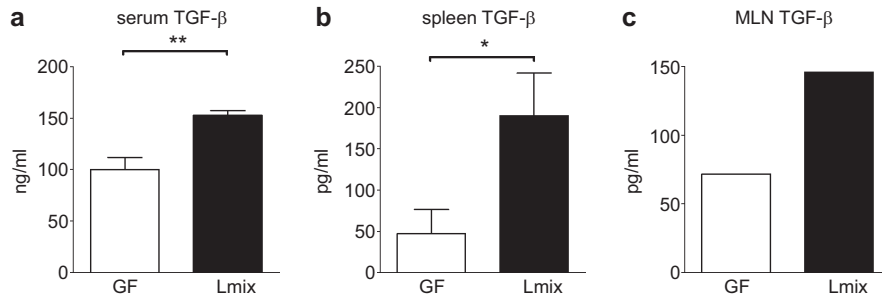 a
serum TGF-β
**
200
150
100
50
0
ng/ml
GF Lmix
b
spleen TGF-β
*
250
200
150
100
50
0
pg/ml
GF Lmix
c
MLN TGF-β
150
100
50
0
pg/ml
GF Lmix